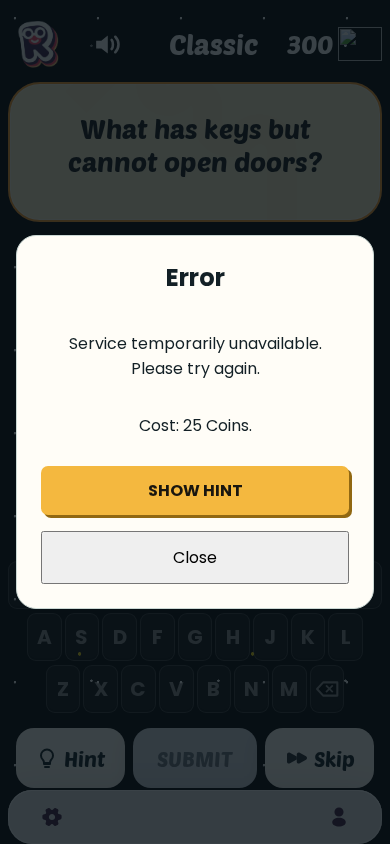 Classic 300
What has keys but
cannot open doors?
Error
Service temporarily unavailable.
Please try again.
Cost: 25 Coins.
SHOW HINT
Close
A S D F G H J K L
Z X C V B N M
Hint SUBMIT Skip